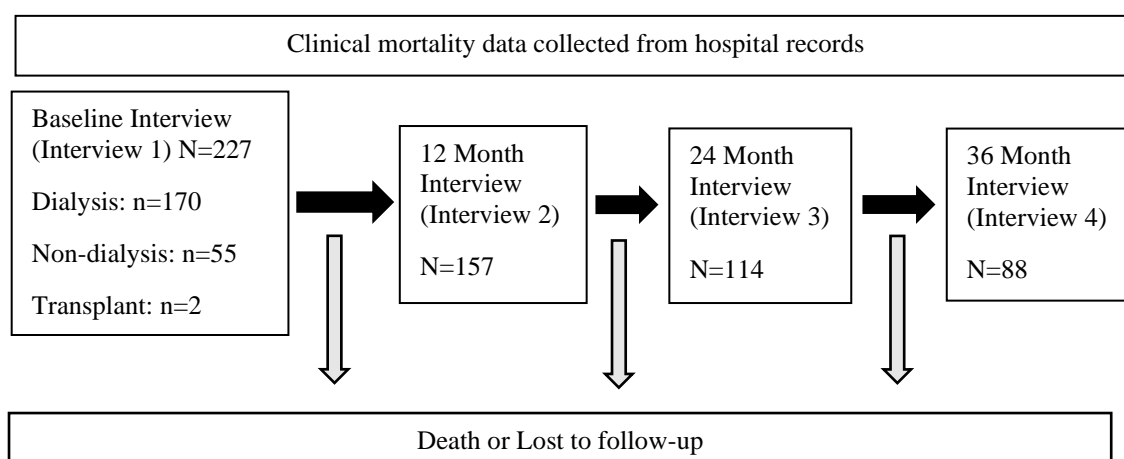 Clinical mortality data collected from hospital records
Baseline Interview
(Interview 1) N=227
Dialysis: n=170
Non-dialysis: n=55
Transplant: n=2
12 Month
Interview
(Interview 2)
N=157
24 Month
Interview
(Interview 3)
N=114
36 Month
Interview
(Interview 4)
N=88
Death or Lost to follow-up